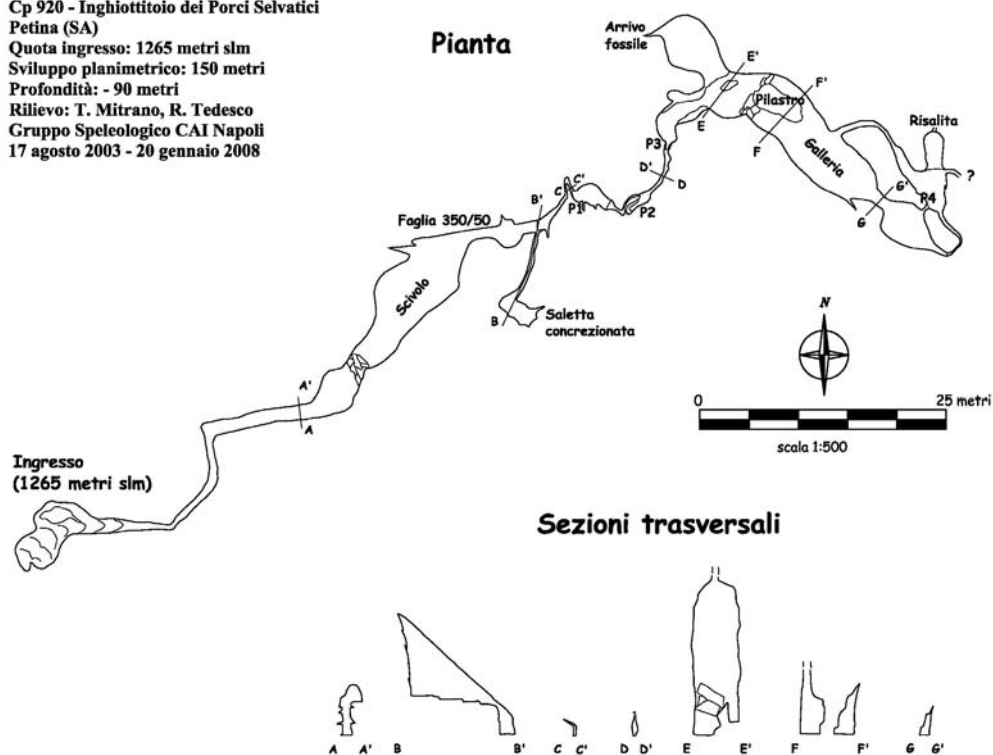 Cp 920 - Inghiottitoio dei Porci Selvatici
Petina (SA)
Quota ingresso: 1265 metri slm
Sviluppo planimetrico: 150 metri
Profondità: - 90 metri
Rilievo: T. Mitrano, R. Tedesco
Gruppo Speleologico CAI Napoli
17 agosto 2003 - 20 gennaio 2008
Pianta
Arrivo
fossile
E'
F'
Pilastro
Risalita
E
P3
F
Galleria
D'
D
G'
?
C'
C
P1
P2
P4
B'
G
Faglia 350/50
Scivolo
B
Saletta
concrezionata
N
A'
A
0
25 metri
scala 1:500
Ingresso
(1265 metri slm)
Sezioni trasversali
A A' B B' C C' D D' E E' F F' G G'